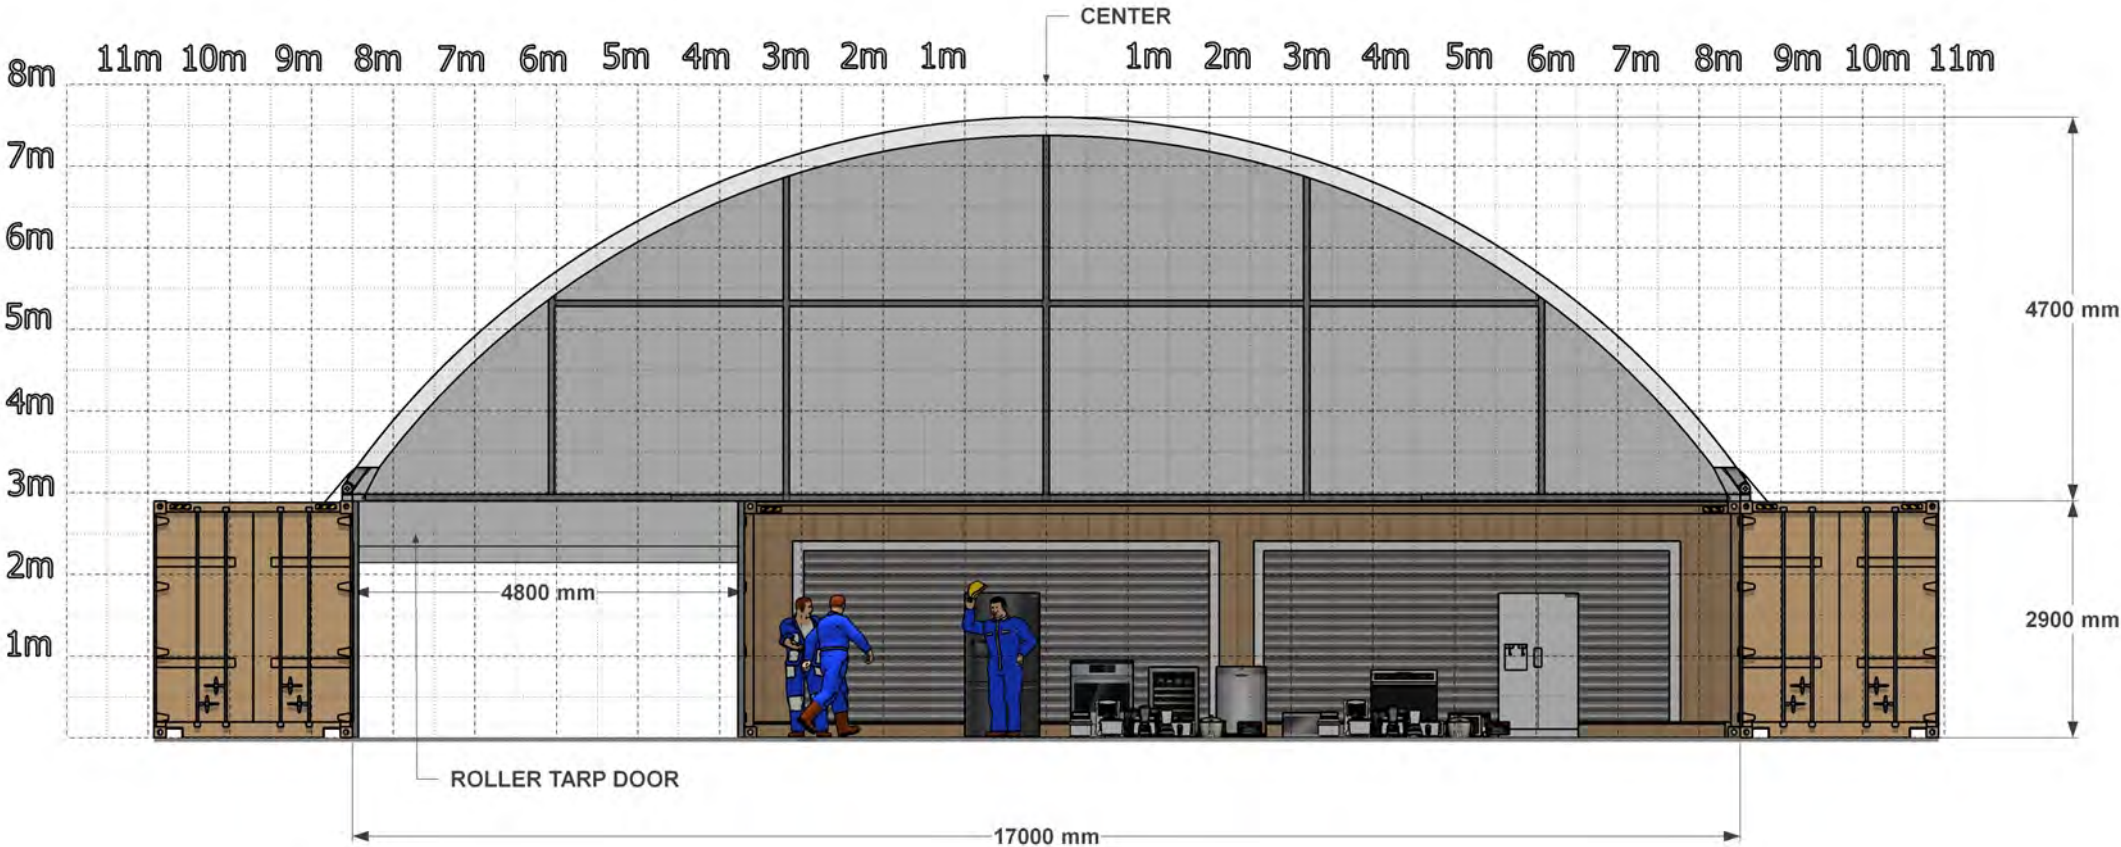 CENTER
11m 10m 9m 8m 7m 6m 5m 4m 3m 2m 1m 1m 2m 3m 4m 5m 6m 7m 8m 9m 10m 11m
8m
7m
6m
5m
4700 mm
4m
3m
2m
4800 mm
2900 mm
1m
ROLLER TARP DOOR
17000 mm